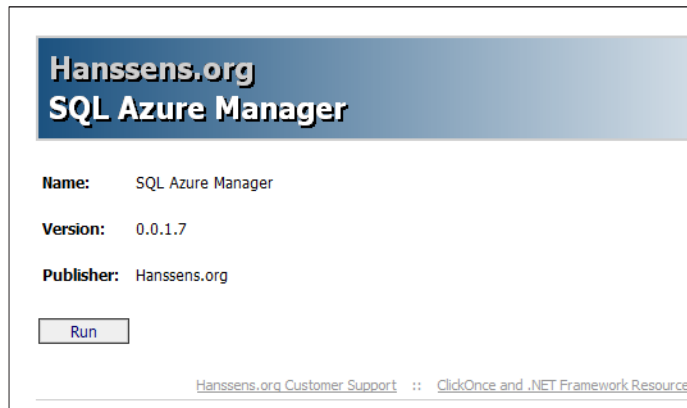 Hanssens.org
SQL Azure Manager
Name: SQL Azure Manager
Version: 0.0.1.7
Publisher: Hanssens.org
Run
Hanssens.org Customer Support :: ClickOnce and .NET Framework Resource